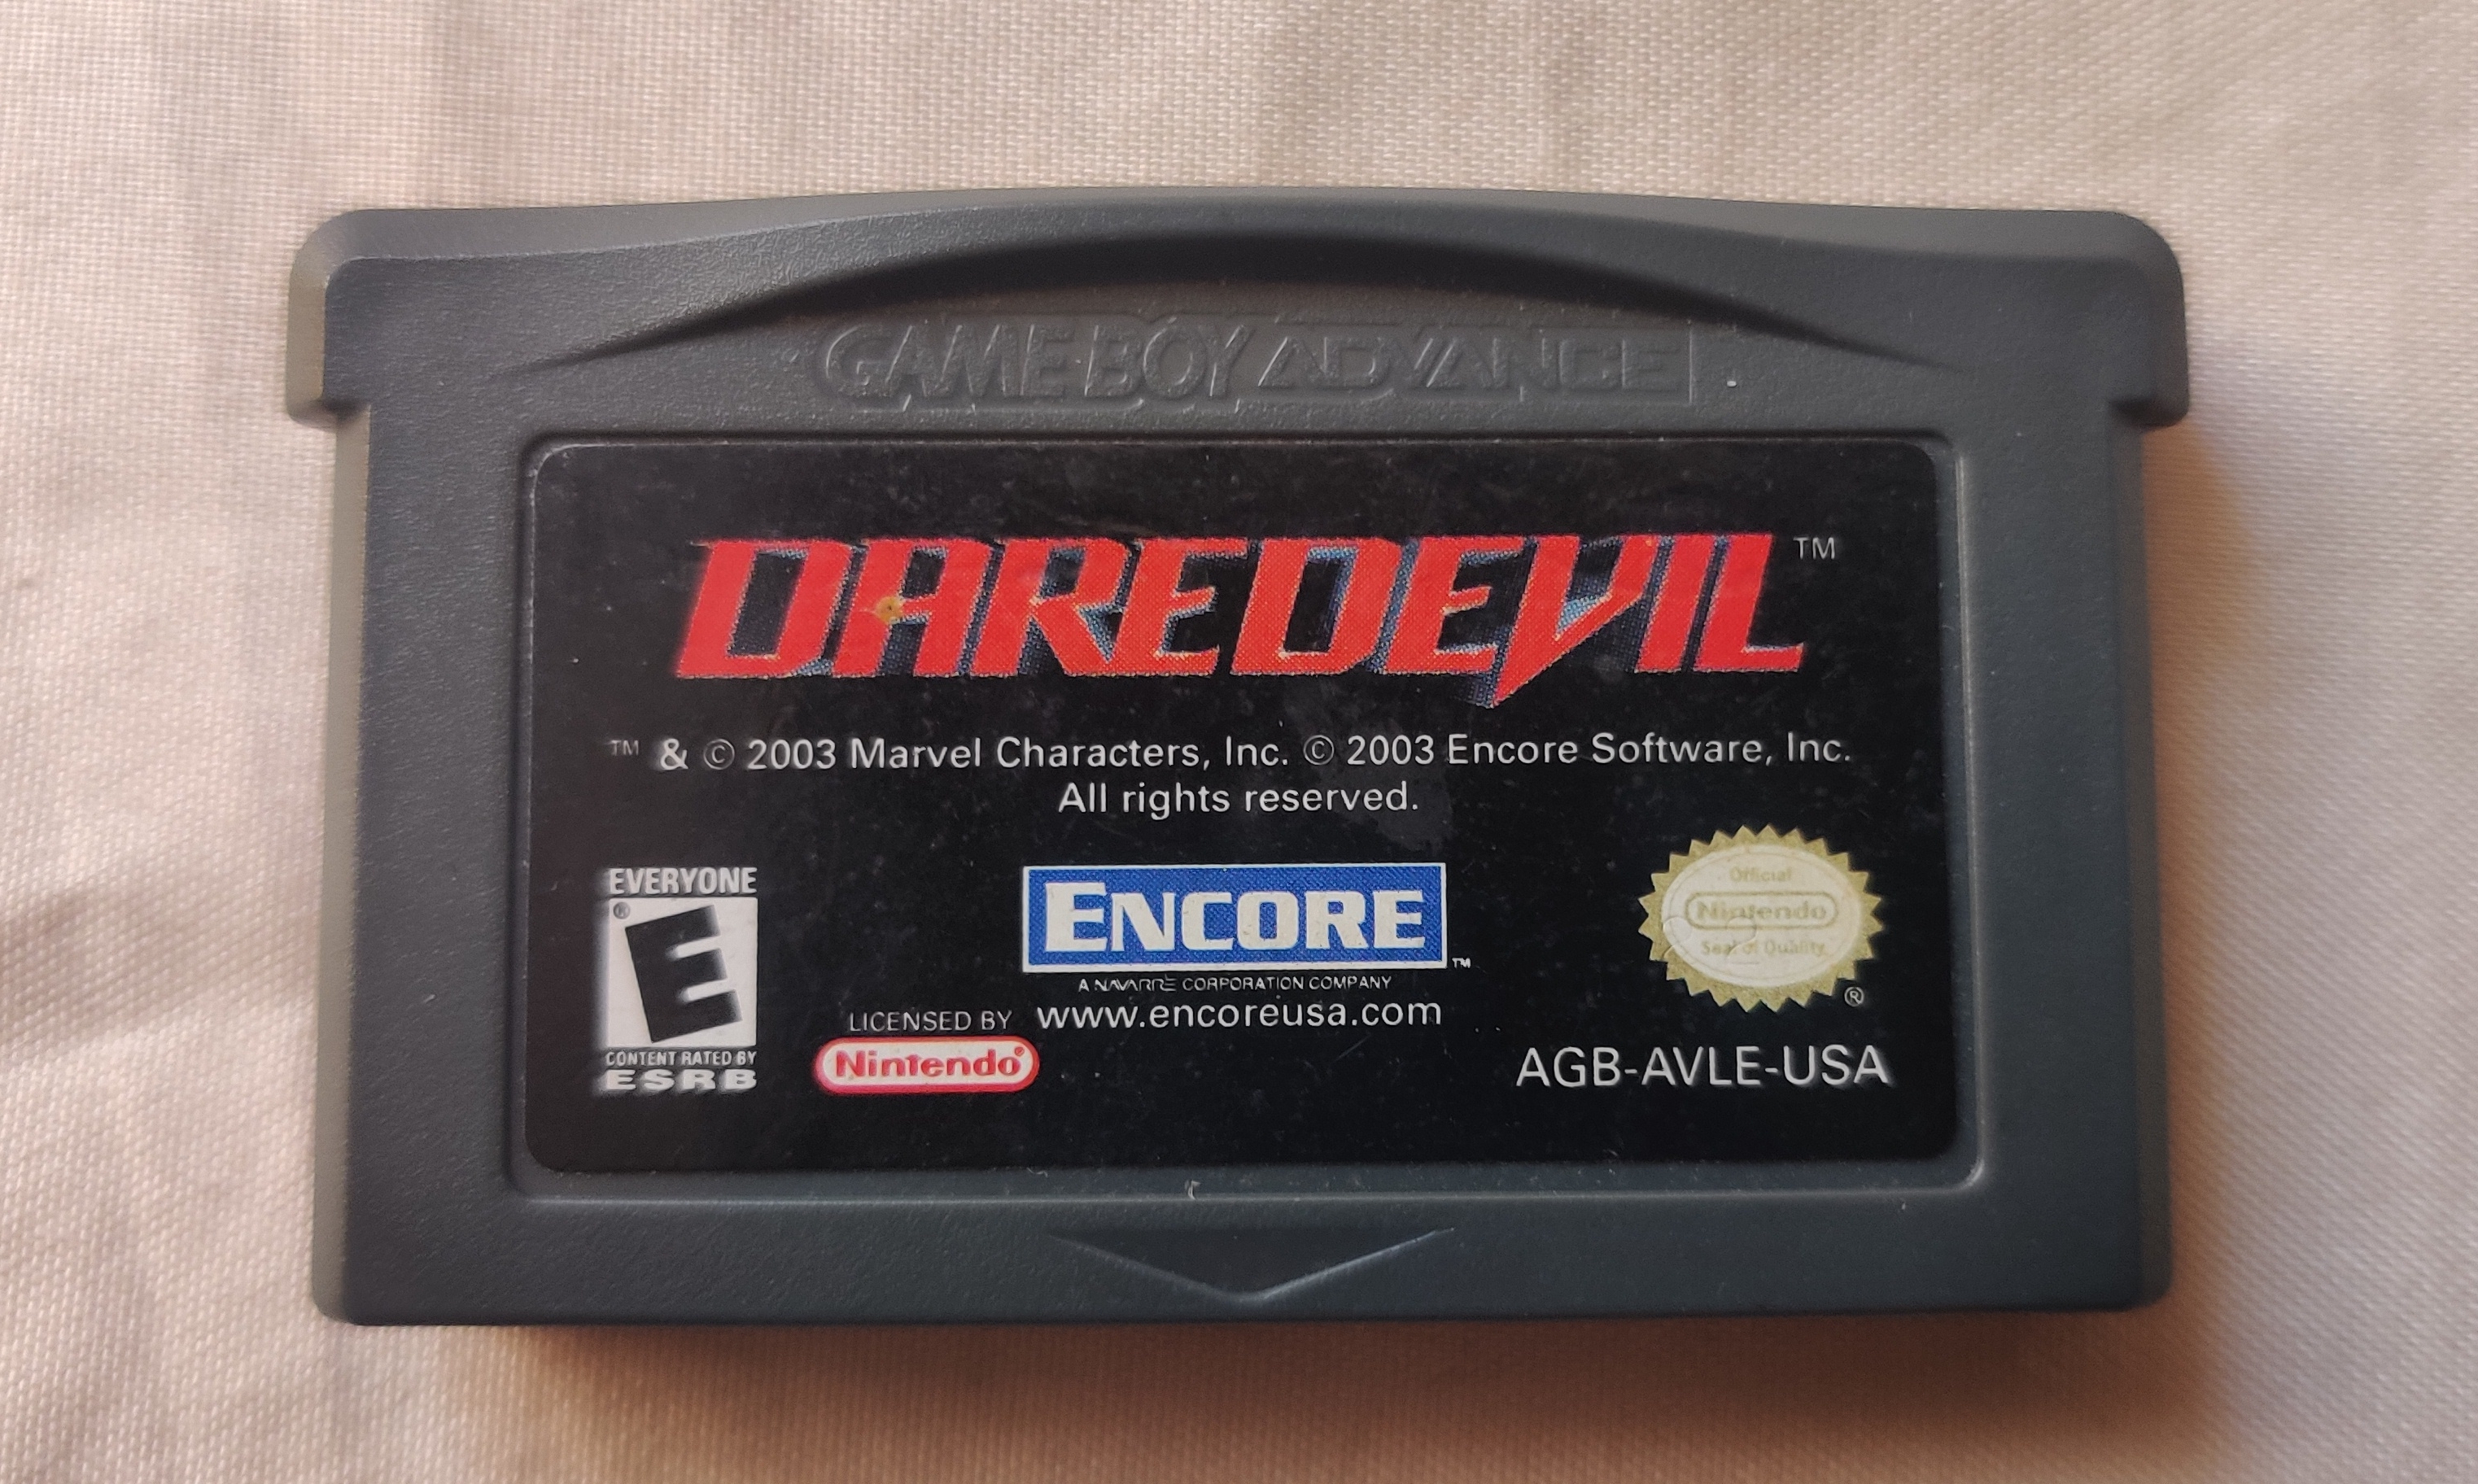 GAME BOY ADVANCE
DAREDEVIL™
™ & © 2003 Marvel Characters, Inc. © 2003 Encore Software, Inc.
All rights reserved.
EVERYONE
®
E
CONTENT RATED BY
ESRB
LICENSED BY
Nintendo®
ENCORE™
A NAVARRE CORPORATION COMPANY
www.encoreusa.com
Official
Nintendo
Seal of Quality
®
AGB-AVLE-USA